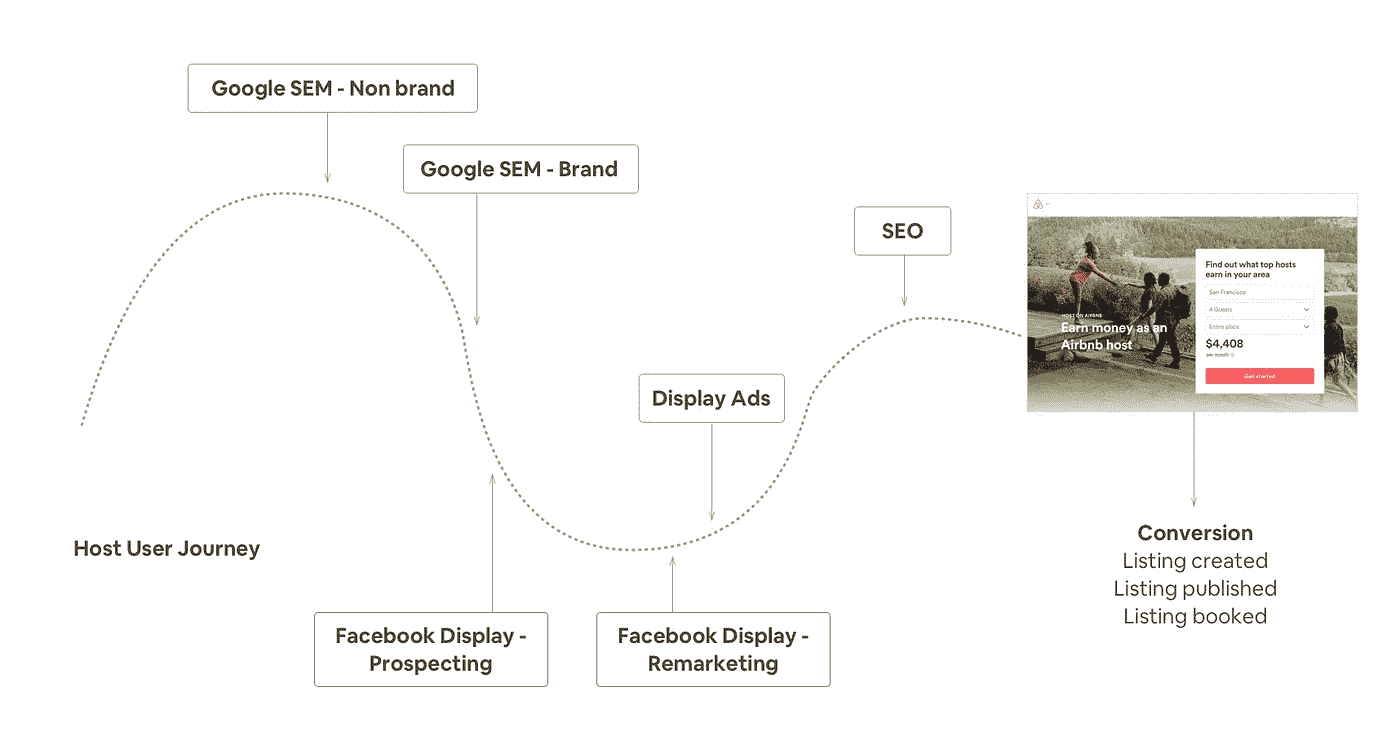 Google SEM - Non brand
Google SEM - Brand
SEO
Find out what top hosts
earn in your area
San Francisco
4 Guests
Entire place
HOST ON AIRBNB
Earn money as an
Airbnb host
$4,408
per month
Get started
Display Ads
Host User Journey
Conversion
Listing created
Listing published
Listing booked
Facebook Display -
Prospecting
Facebook Display -
Remarketing